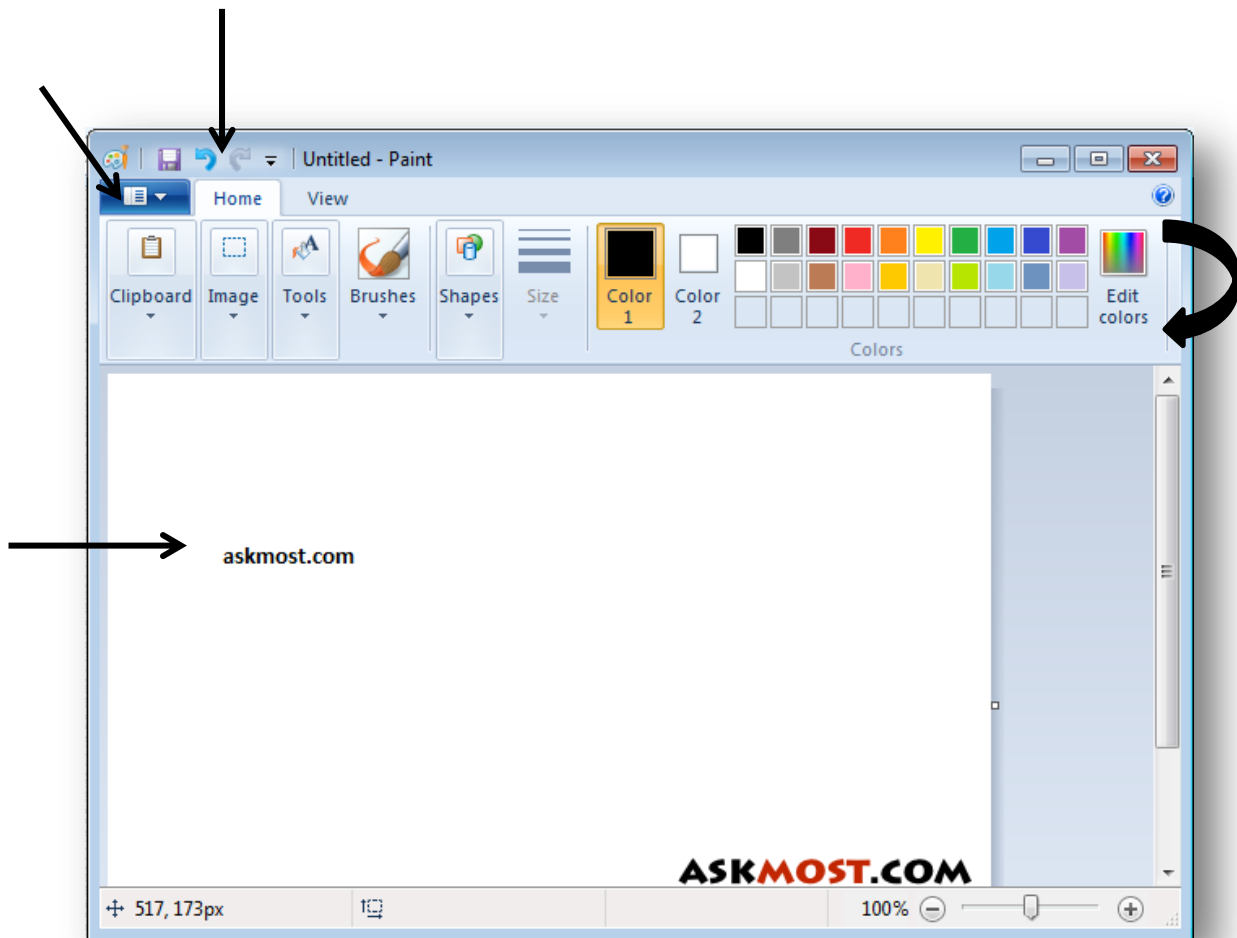 Untitled - Paint
Home View
Clipboard Image Tools Brushes Shapes Size Color 1 Color 2 Edit colors
Colors
askmost.com
ASKMOST.COM
517, 173px 100%